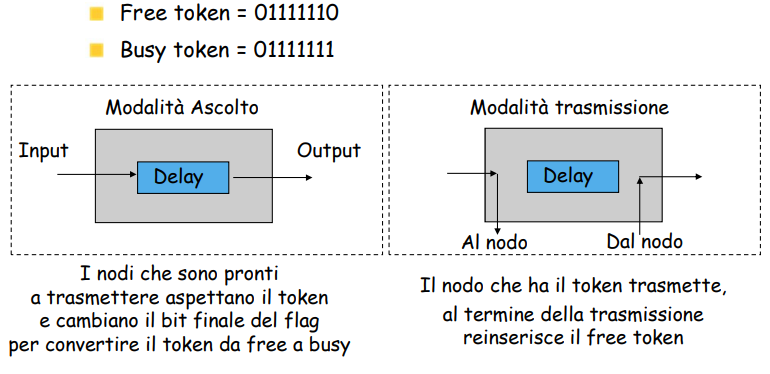 Free token = 01111110
Busy token = 01111111
Modalità Ascolto
Input
Delay
Output
I nodi che sono pronti
a trasmettere aspettano il token
e cambiano il bit finale del flag
per convertire il token da free a busy
Modalità trasmissione
Delay
Al nodo
Dal nodo
Il nodo che ha il token trasmette,
al termine della trasmissione
reinserisce il free token